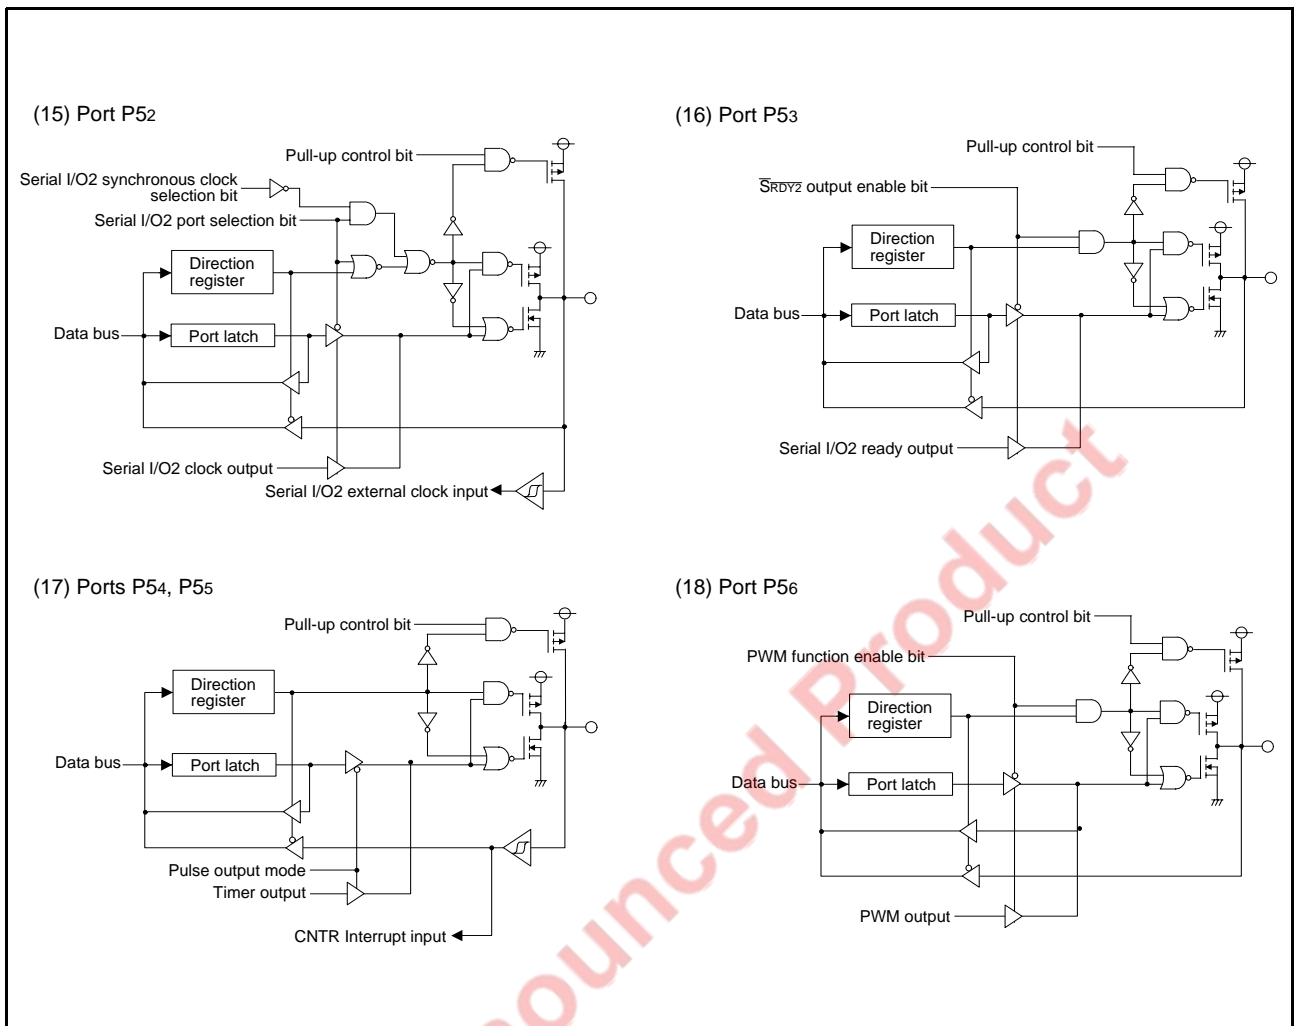 (15) Port P52
Pull-up control bit
Serial I/O2 synchronous clock
selection bit
Serial I/O2 port selection bit
Direction
register
Data bus
Port latch
Serial I/O2 clock output
Serial I/O2 external clock input
(16) Port P53
Pull-up control bit
SRDY2 output enable bit
Direction
register
Data bus
Port latch
Serial I/O2 ready output
(17) Ports P54, P55
Pull-up control bit
Direction
register
Data bus
Port latch
Pulse output mode
Timer output
CNTR Interrupt input
(18) Port P56
Pull-up control bit
PWM function enable bit
Direction
register
Data bus
Port latch
PWM output
ounced Product